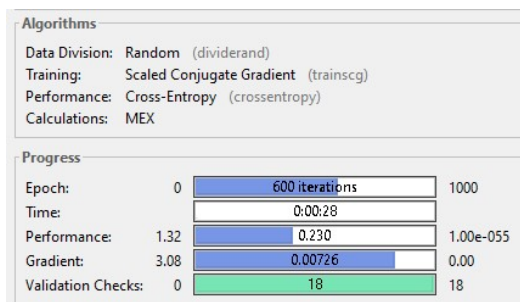 Algorithms
Data Division: Random (dividerand)
Training: Scaled Conjugate Gradient (trainscg)
Performance: Cross-Entropy (crossentropy)
Calculations: MEX
Progress
Epoch: 0 600 iterations 1000
Time: 0:00:28
Performance: 1.32 0.230 1.00e-055
Gradient: 3.08 0.00726 0.00
Validation Checks: 0 18 18